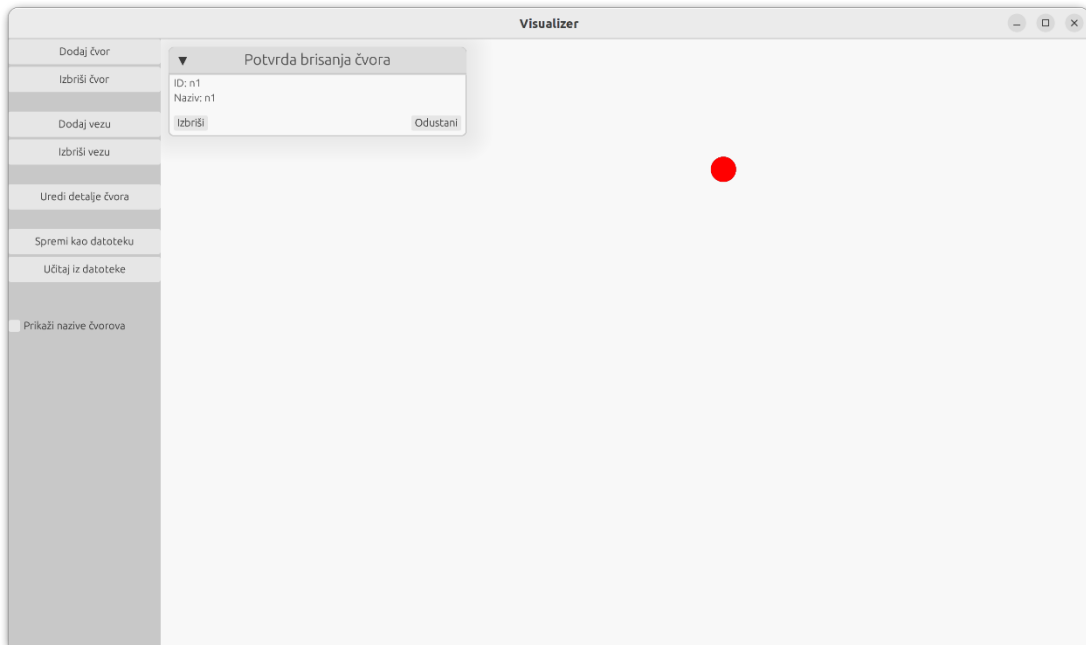 Visualizer
Dodaj čvor
Izbriši čvor
Dodaj vezu
Izbriši vezu
Uredi detalje čvora
Spremi kao datoteku
Učitaj iz datoteke
Prikaži nazive čvorova
Potvrda brisanja čvora
ID: n1
Naziv: n1
Izbriši
Odustani